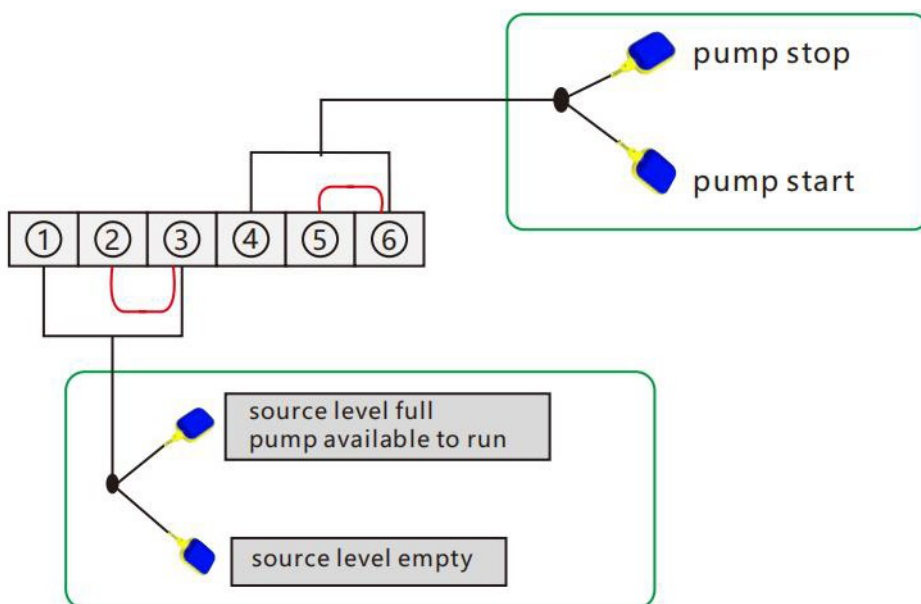 pump stop
pump start
① ② ③ ④ ⑤ ⑥
source level full
pump available to run
source level empty